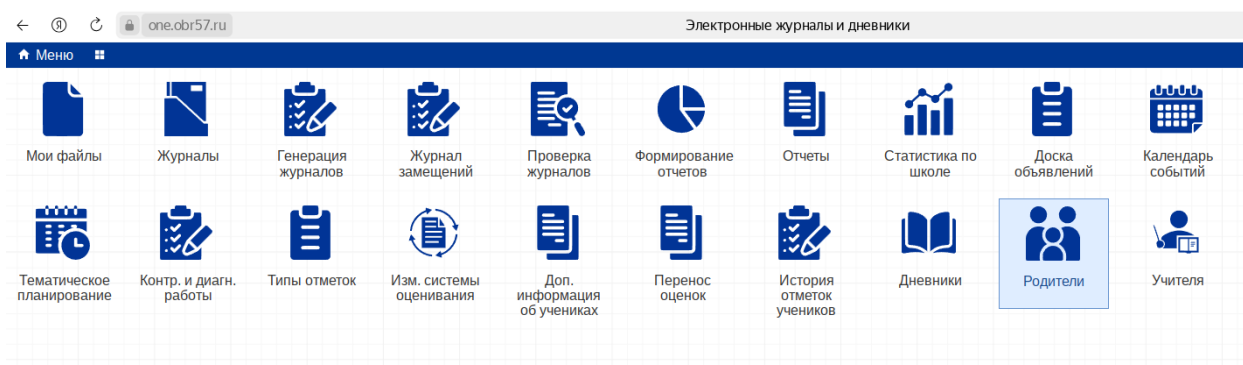 one.obr57.ru Электронные журналы и дневники
Меню
Мои файлы Журналы Генерация журналов Журнал замещений Проверка журналов Формирование отчетов Отчеты Статистика по школе Доска объявлений Календарь событий
Тематическое планирование Контр. и диагн. работы Типы отметок Изм. системы оценивания Доп. информация об учениках Перенос оценок История отметок учеников Дневники Родители Учителя